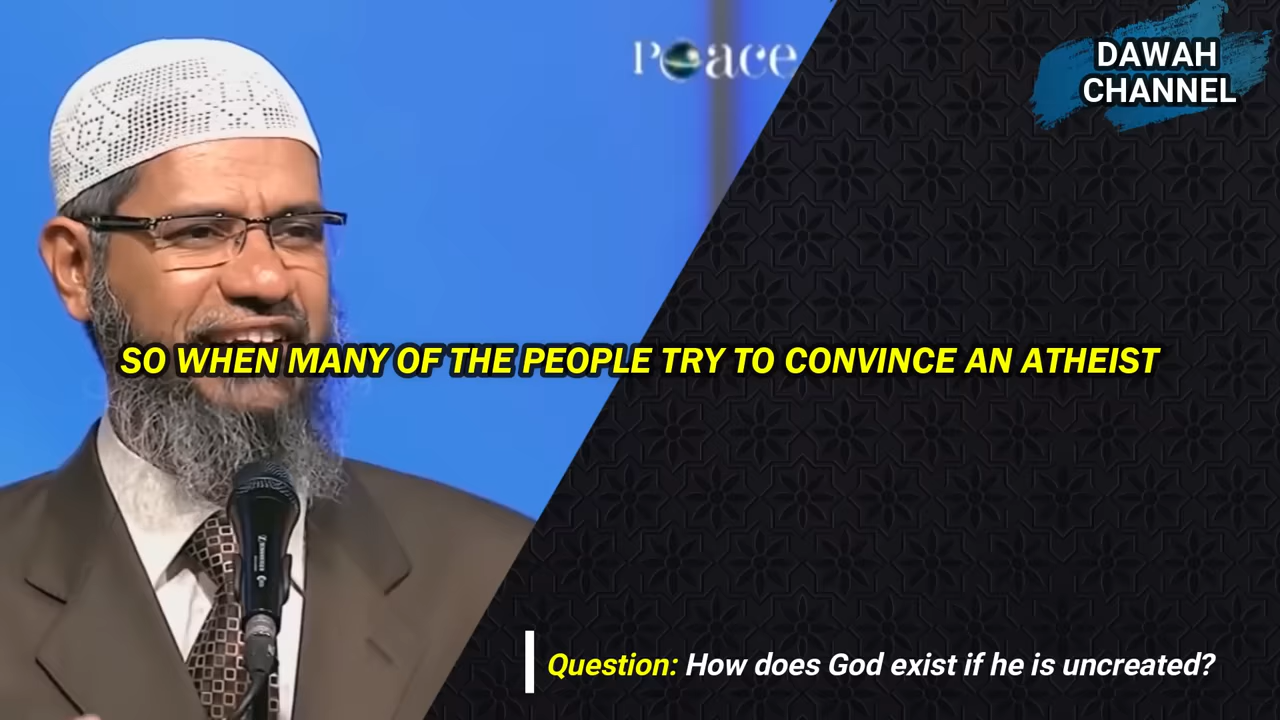 Peace
DAWAH
CHANNEL
SO WHEN MANY OF THE PEOPLE TRY TO CONVINCE AN ATHEIST
Question: How does God exist if he is uncreated?